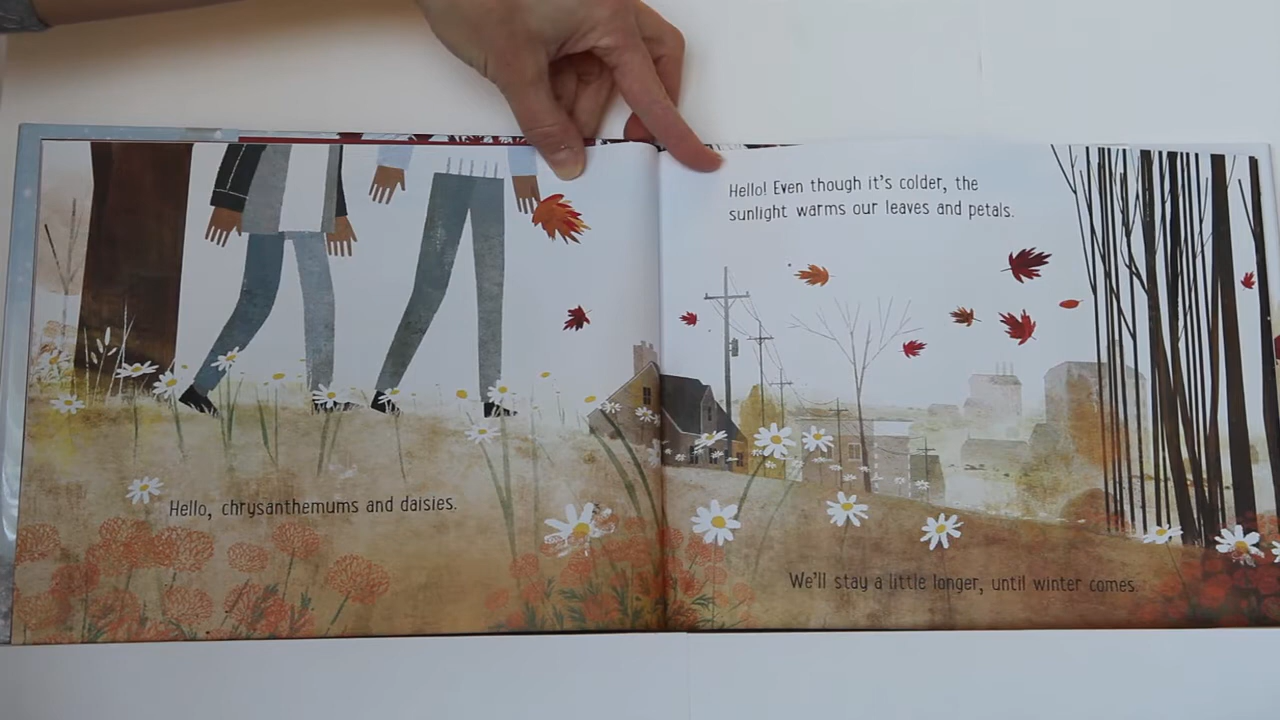 Hello, chrysanthemums and daisies.
Hello! Even though it's colder, the
sunlight warms our leaves and petals.
We'll stay a little longer, until winter comes.